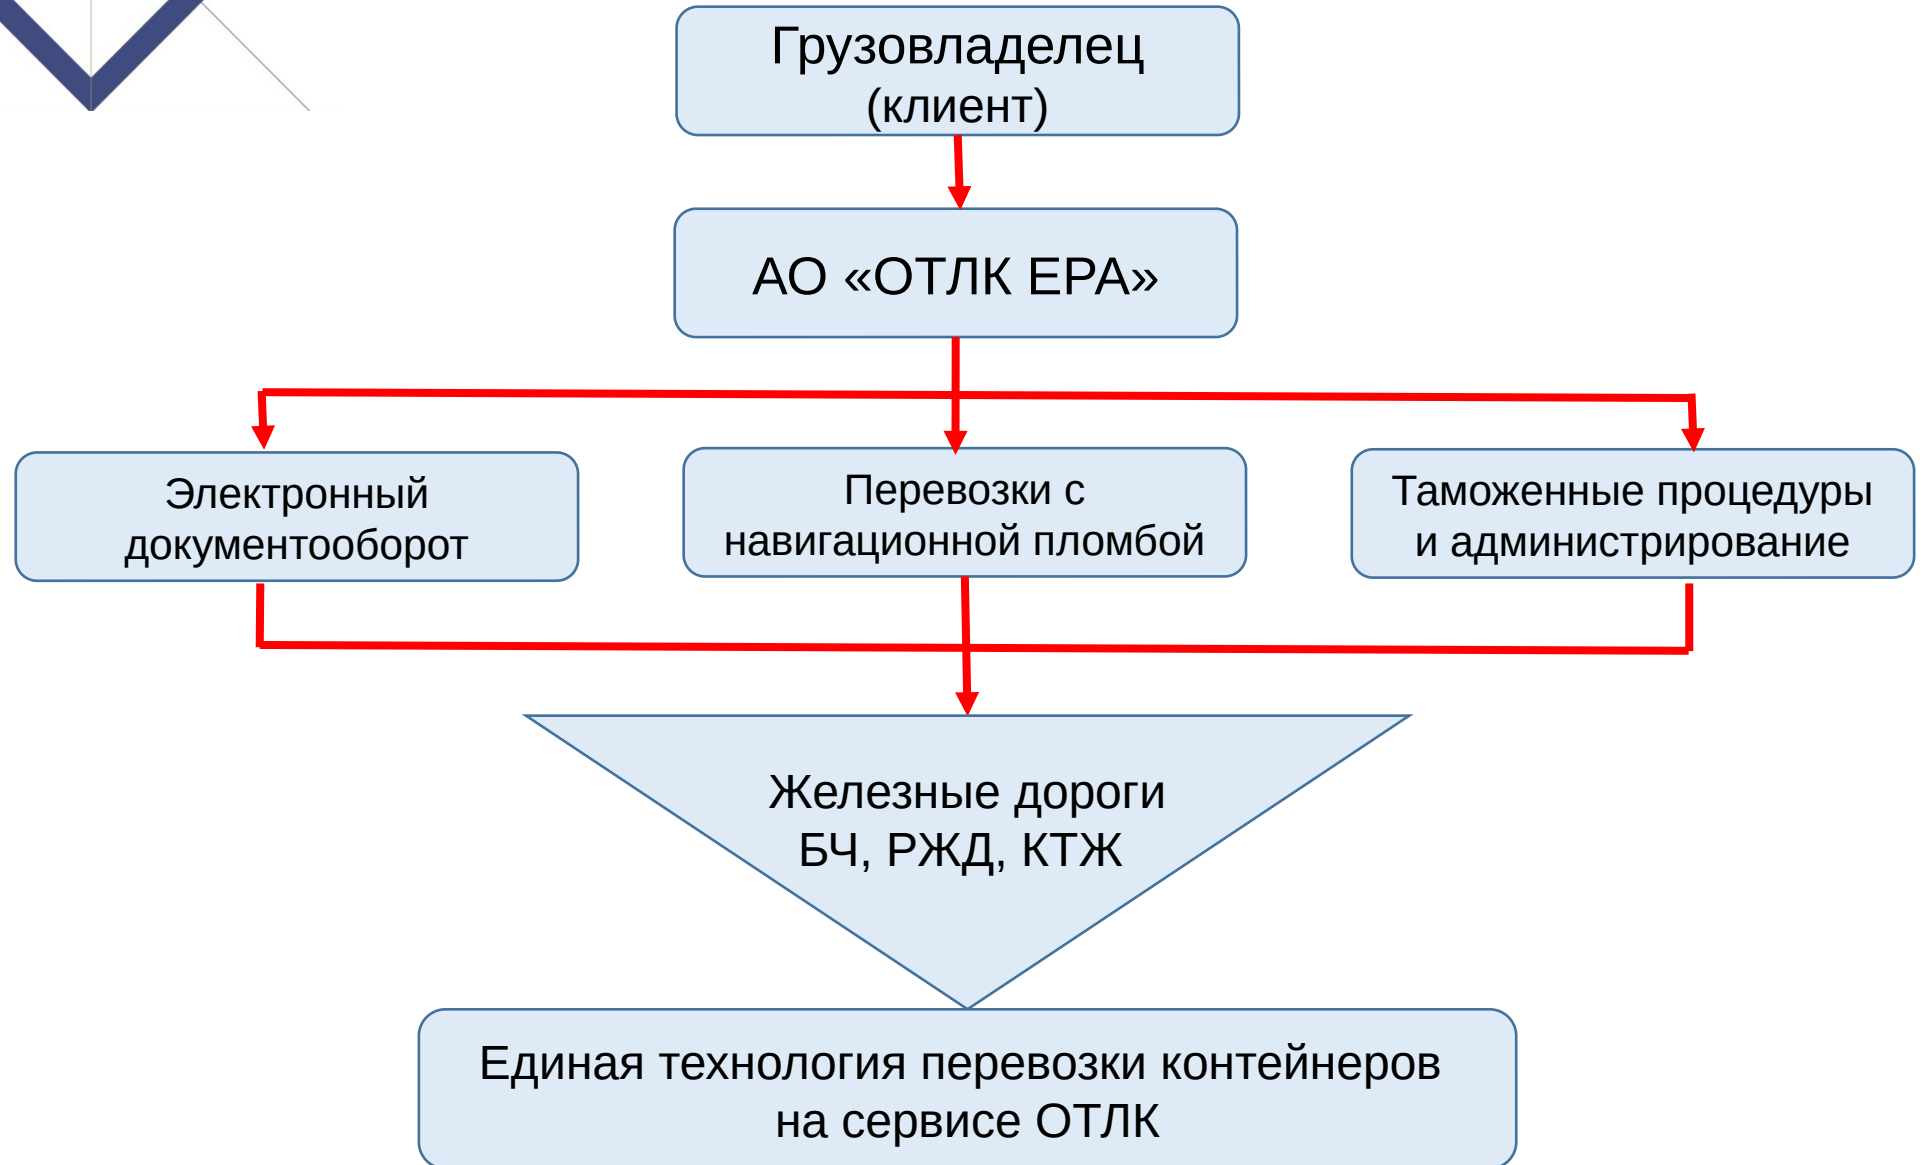 Грузовладелец
(клиент)
АО «ОТЛК ЕРА»
Электронный
документооборот
Перевозки с
навигационной пломбой
Таможенные процедуры
и администрирование
Железные дороги
БЧ, РЖД, КТЖ
Единая технология перевозки контейнеров
на сервисе ОТЛК